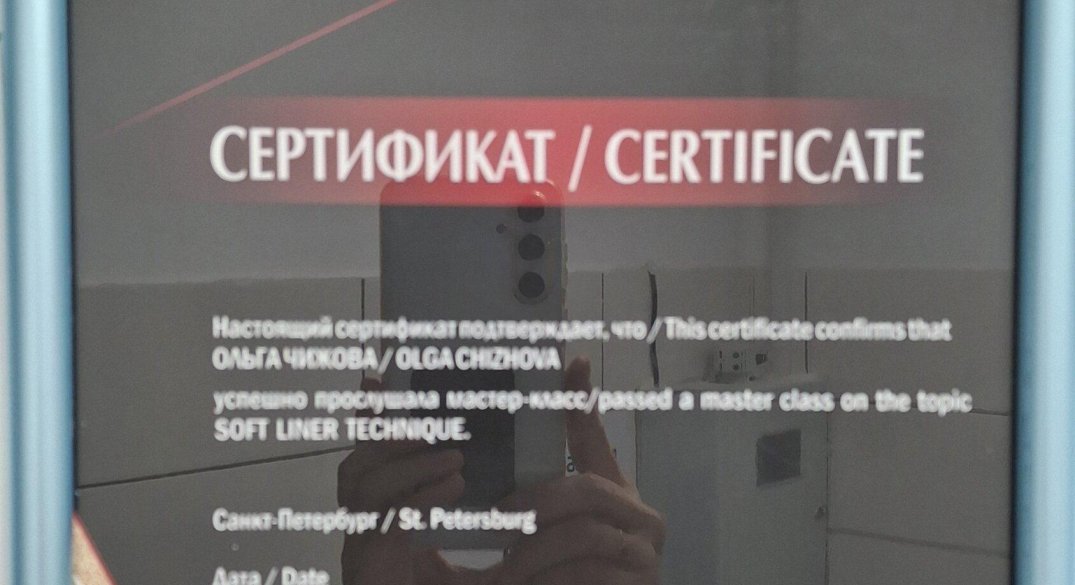 СЕРТИФИКАТ / CERTIFICATE
Настоящий сертификат подтверждает, что / This certificate confirms that
ОЛЬГА ЧИЖОВА / OLGA CHIZHOVA
успешно прослушала мастер-класс/passed a master class on the topic
SOFT LINER TECHNIQUE.
Санкт-Петербург / St. Petersburg
Дата / Date